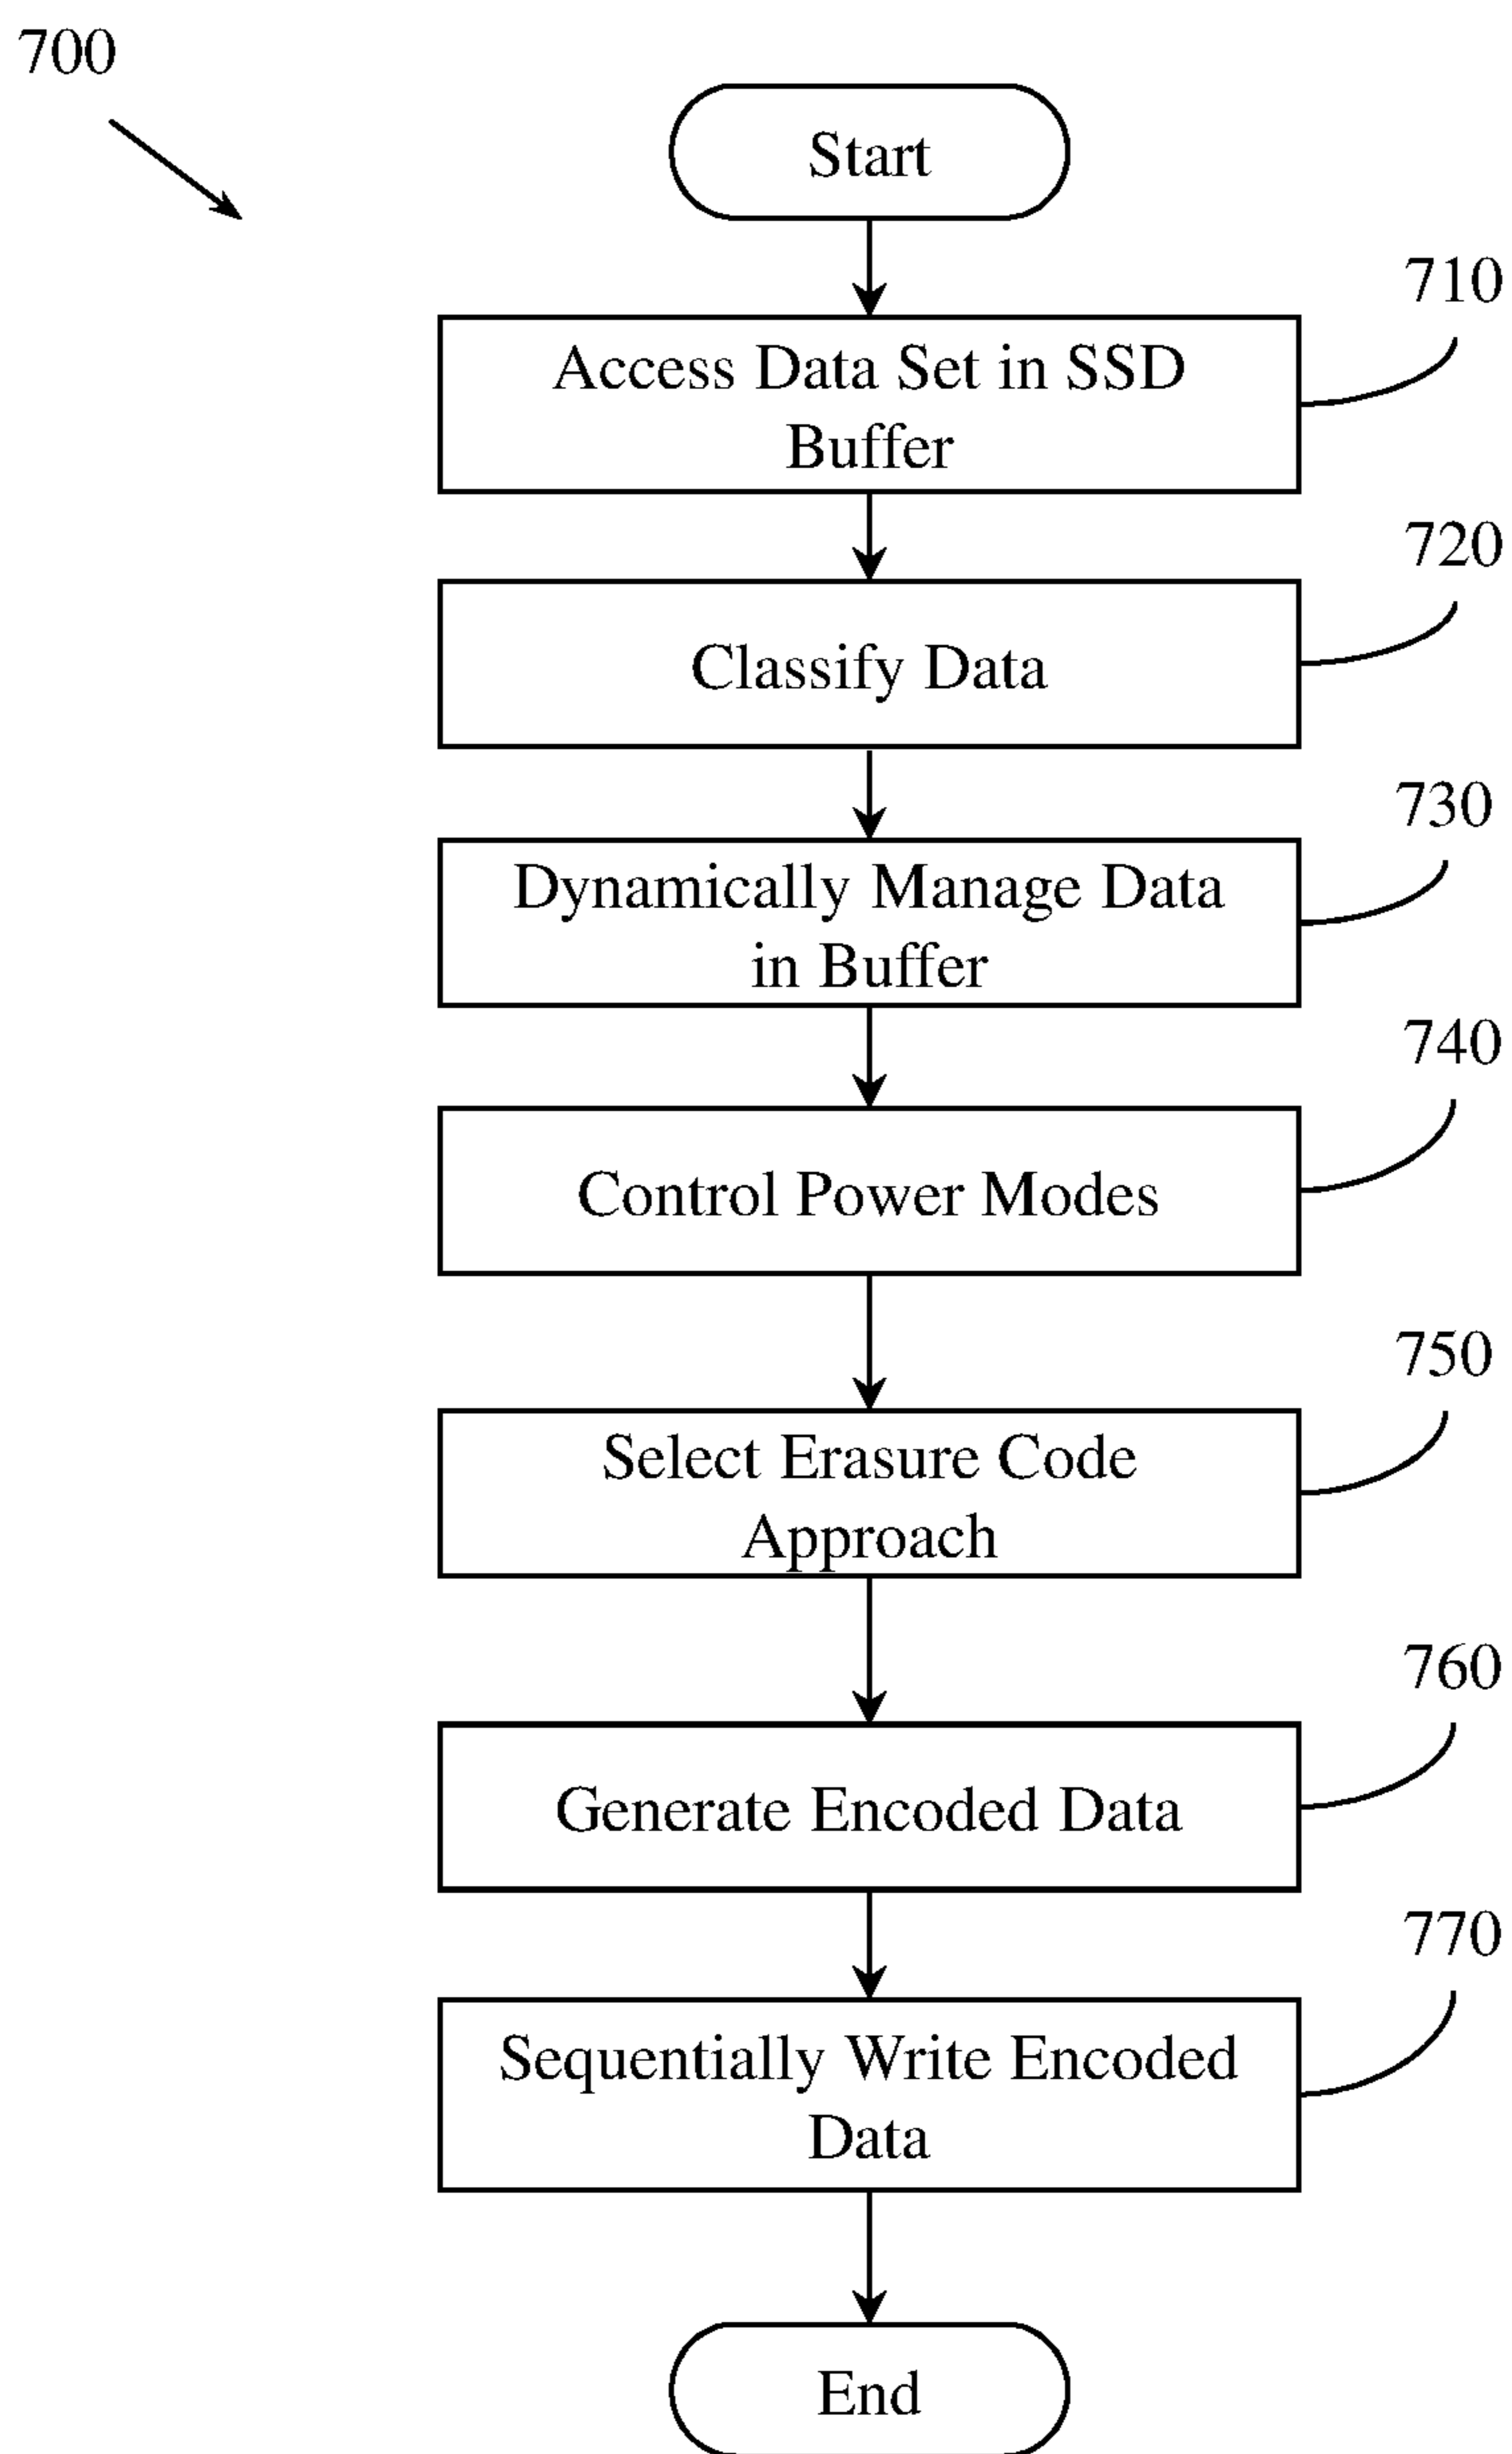 700
Start
710
Access Data Set in SSD
Buffer
720
Classify Data
730
Dynamically Manage Data
in Buffer
740
Control Power Modes
750
Select Erasure Code
Approach
760
Generate Encoded Data
770
Sequentially Write Encoded
Data
End